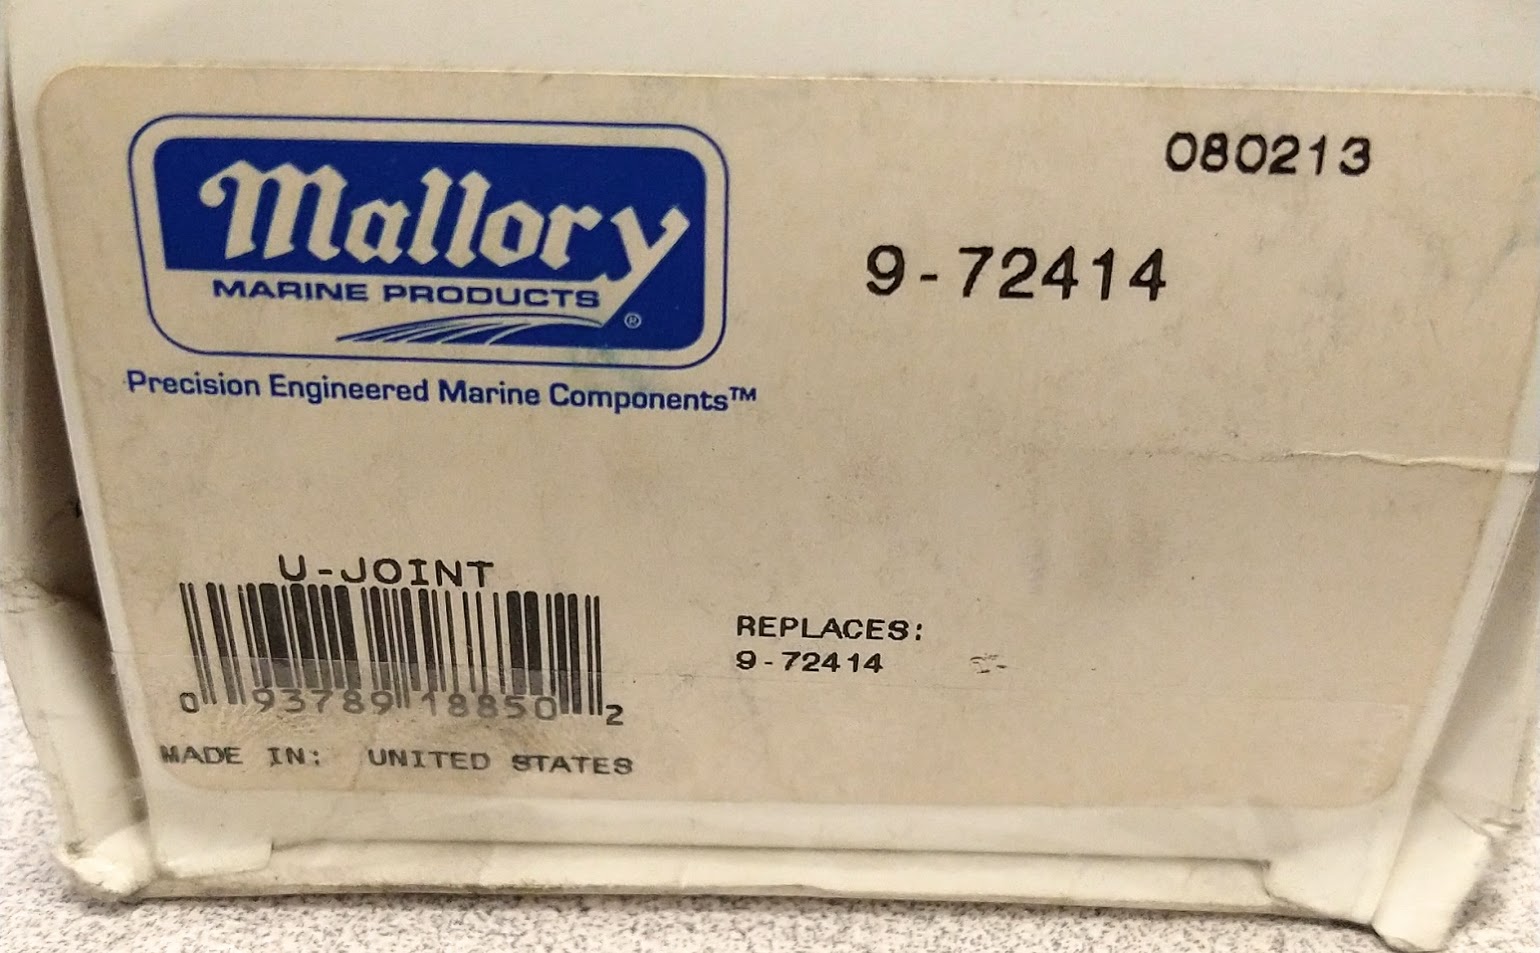 Mallory
MARINE PRODUCTS
®
Precision Engineered Marine Components™
080213
9-72414
U-JOINT
0 93789 18850 2
MADE IN: UNITED STATES
REPLACES:
9-72414